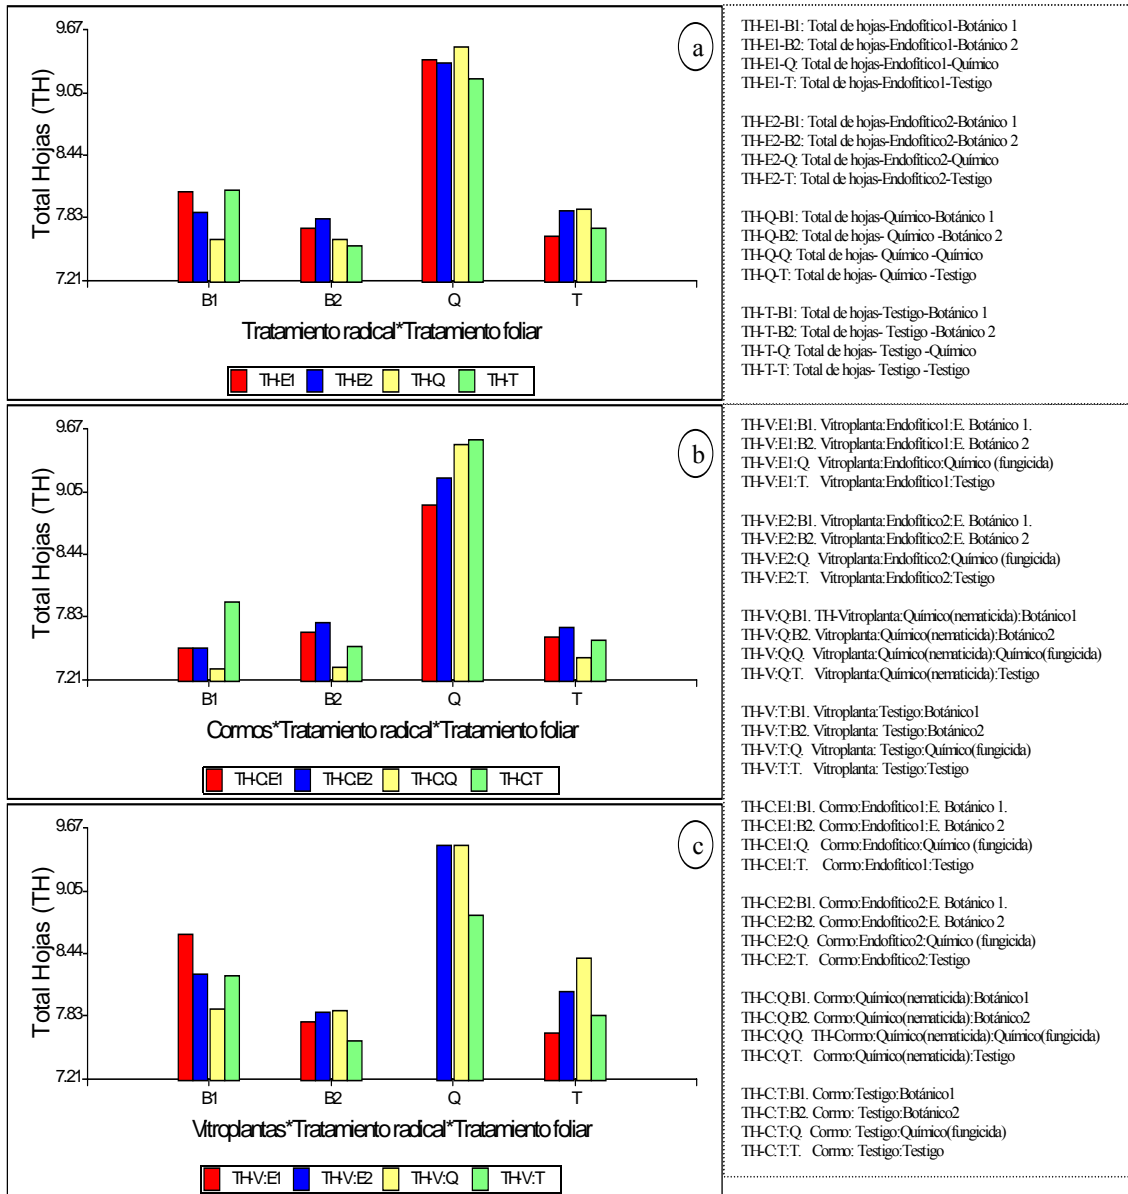 9.67
a
9.05
8.44
7.83
7.21
Total Hojas (TH)
B1 B2 Q T
Tratamiento radical*Tratamiento foliar
TH-E1 TH-E2 TH-Q TH-T
TH-E1-B1: Total de hojas-Endofítico1-Botánico 1
TH-E1-B2: Total de hojas-Endofítico1-Botánico 2
TH-E1-Q: Total de hojas-Endofítico1-Químico
TH-E1-T: Total de hojas-Endofítico1-Testigo
TH-E2-B1: Total de hojas-Endofítico2-Botánico 1
TH-E2-B2: Total de hojas-Endofítico2-Botánico 2
TH-E2-Q: Total de hojas-Endofítico2-Químico
TH-E2-T: Total de hojas-Endofítico2-Testigo
TH-Q-B1: Total de hojas-Químico-Botánico 1
TH-Q-B2: Total de hojas- Químico -Botánico 2
TH-Q-Q: Total de hojas- Químico -Químico
TH-Q-T: Total de hojas- Químico -Testigo
TH-T-B1: Total de hojas-Testigo-Botánico 1
TH-T-B2: Total de hojas- Testigo -Botánico 2
TH-T-Q: Total de hojas- Testigo -Químico
TH-T-T: Total de hojas- Testigo -Testigo
9.67
b
9.05
8.44
7.83
7.21
Total Hojas (TH)
B1 B2 Q T
Cormos*Tratamiento radical*Tratamiento foliar
TH-C:E1 TH-C:E2 TH-C:Q TH-C:T
9.67
c
9.05
8.44
7.83
7.21
Total Hojas (TH)
B1 B2 Q T
Vitroplantas*Tratamiento radical*Tratamiento foliar
TH-V:E1 TH-V:E2 TH-V:Q TH-V:T
TH-V:E1:B1. Vitroplanta:Endofítico1:E. Botánico 1.
TH-V:E1:B2. Vitroplanta:Endofítico1:E. Botánico 2
TH-V:E1:Q. Vitroplanta:Endofítico:Químico (fungicida)
TH-V:E1:T. Vitroplanta:Endofítico1:Testigo
TH-V:E2:B1. Vitroplanta:Endofítico2:E. Botánico 1.
TH-V:E2:B2. Vitroplanta:Endofítico2:E. Botánico 2
TH-V:E2:Q. Vitroplanta:Endofítico2:Químico (fungicida)
TH-V:E2:T. Vitroplanta:Endofítico2:Testigo
TH-V:Q:B1. TH-Vitroplanta:Químico(nematicida):Botánico1
TH-V:Q:B2. Vitroplanta:Químico(nematicida):Botánico2
TH-V:Q:Q. Vitroplanta:Químico(nematicida):Químico(fungicida)
TH-V:Q:T. Vitroplanta:Químico(nematicida):Testigo
TH-V:T:B1. Vitroplanta:Testigo:Botánico1
TH-V:T:B2. Vitroplanta: Testigo:Botánico2
TH-V:T:Q. Vitroplanta: Testigo:Químico(fungicida)
TH-V:T:T. Vitroplanta: Testigo:Testigo
TH-C:E1:B1. Cormo:Endofítico1:E. Botánico 1.
TH-C:E1:B2. Cormo:Endofítico1:E. Botánico 2
TH-C:E1:Q. Cormo:Endofítico:Químico (fungicida)
TH-C:E1:T. Cormo:Endofítico1:Testigo
TH-C:E2:B1. Cormo:Endofítico2:E. Botánico 1.
TH-C:E2:B2. Cormo:Endofítico2:E. Botánico 2
TH-C:E2:Q. Cormo:Endofítico2:Químico (fungicida)
TH-C:E2:T. Cormo:Endofítico2:Testigo
TH-C:Q:B1. Cormo:Químico(nematicida):Botánico1
TH-C:Q:B2. Cormo:Químico(nematicida):Botánico2
TH-C:Q:Q. TH-Cormo:Químico(nematicida):Químico(fungicida)
TH-C:Q:T. Cormo:Químico(nematicida):Testigo
TH-C:T:B1. Cormo:Testigo:Botánico1
TH-C:T:B2. Cormo: Testigo:Botánico2
TH-C:T:Q. Cormo: Testigo:Químico(fungicida)
TH-C:T:T. Cormo: Testigo:Testigo